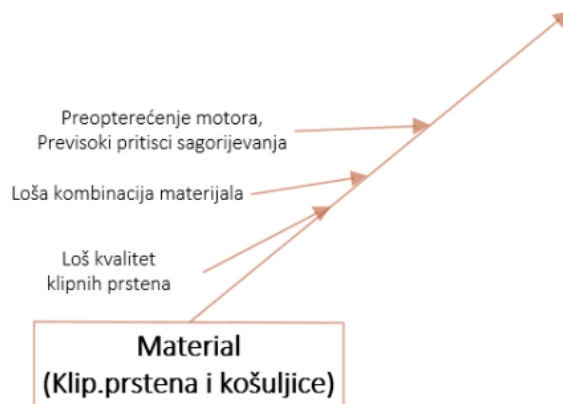 Preopterećenje motora,
Previsoki pritisci sagorijevanja
Loša kombinacija materijala
Loš kvalitet
klipnih prstena
Material
(Klip.prstena i košuljice)